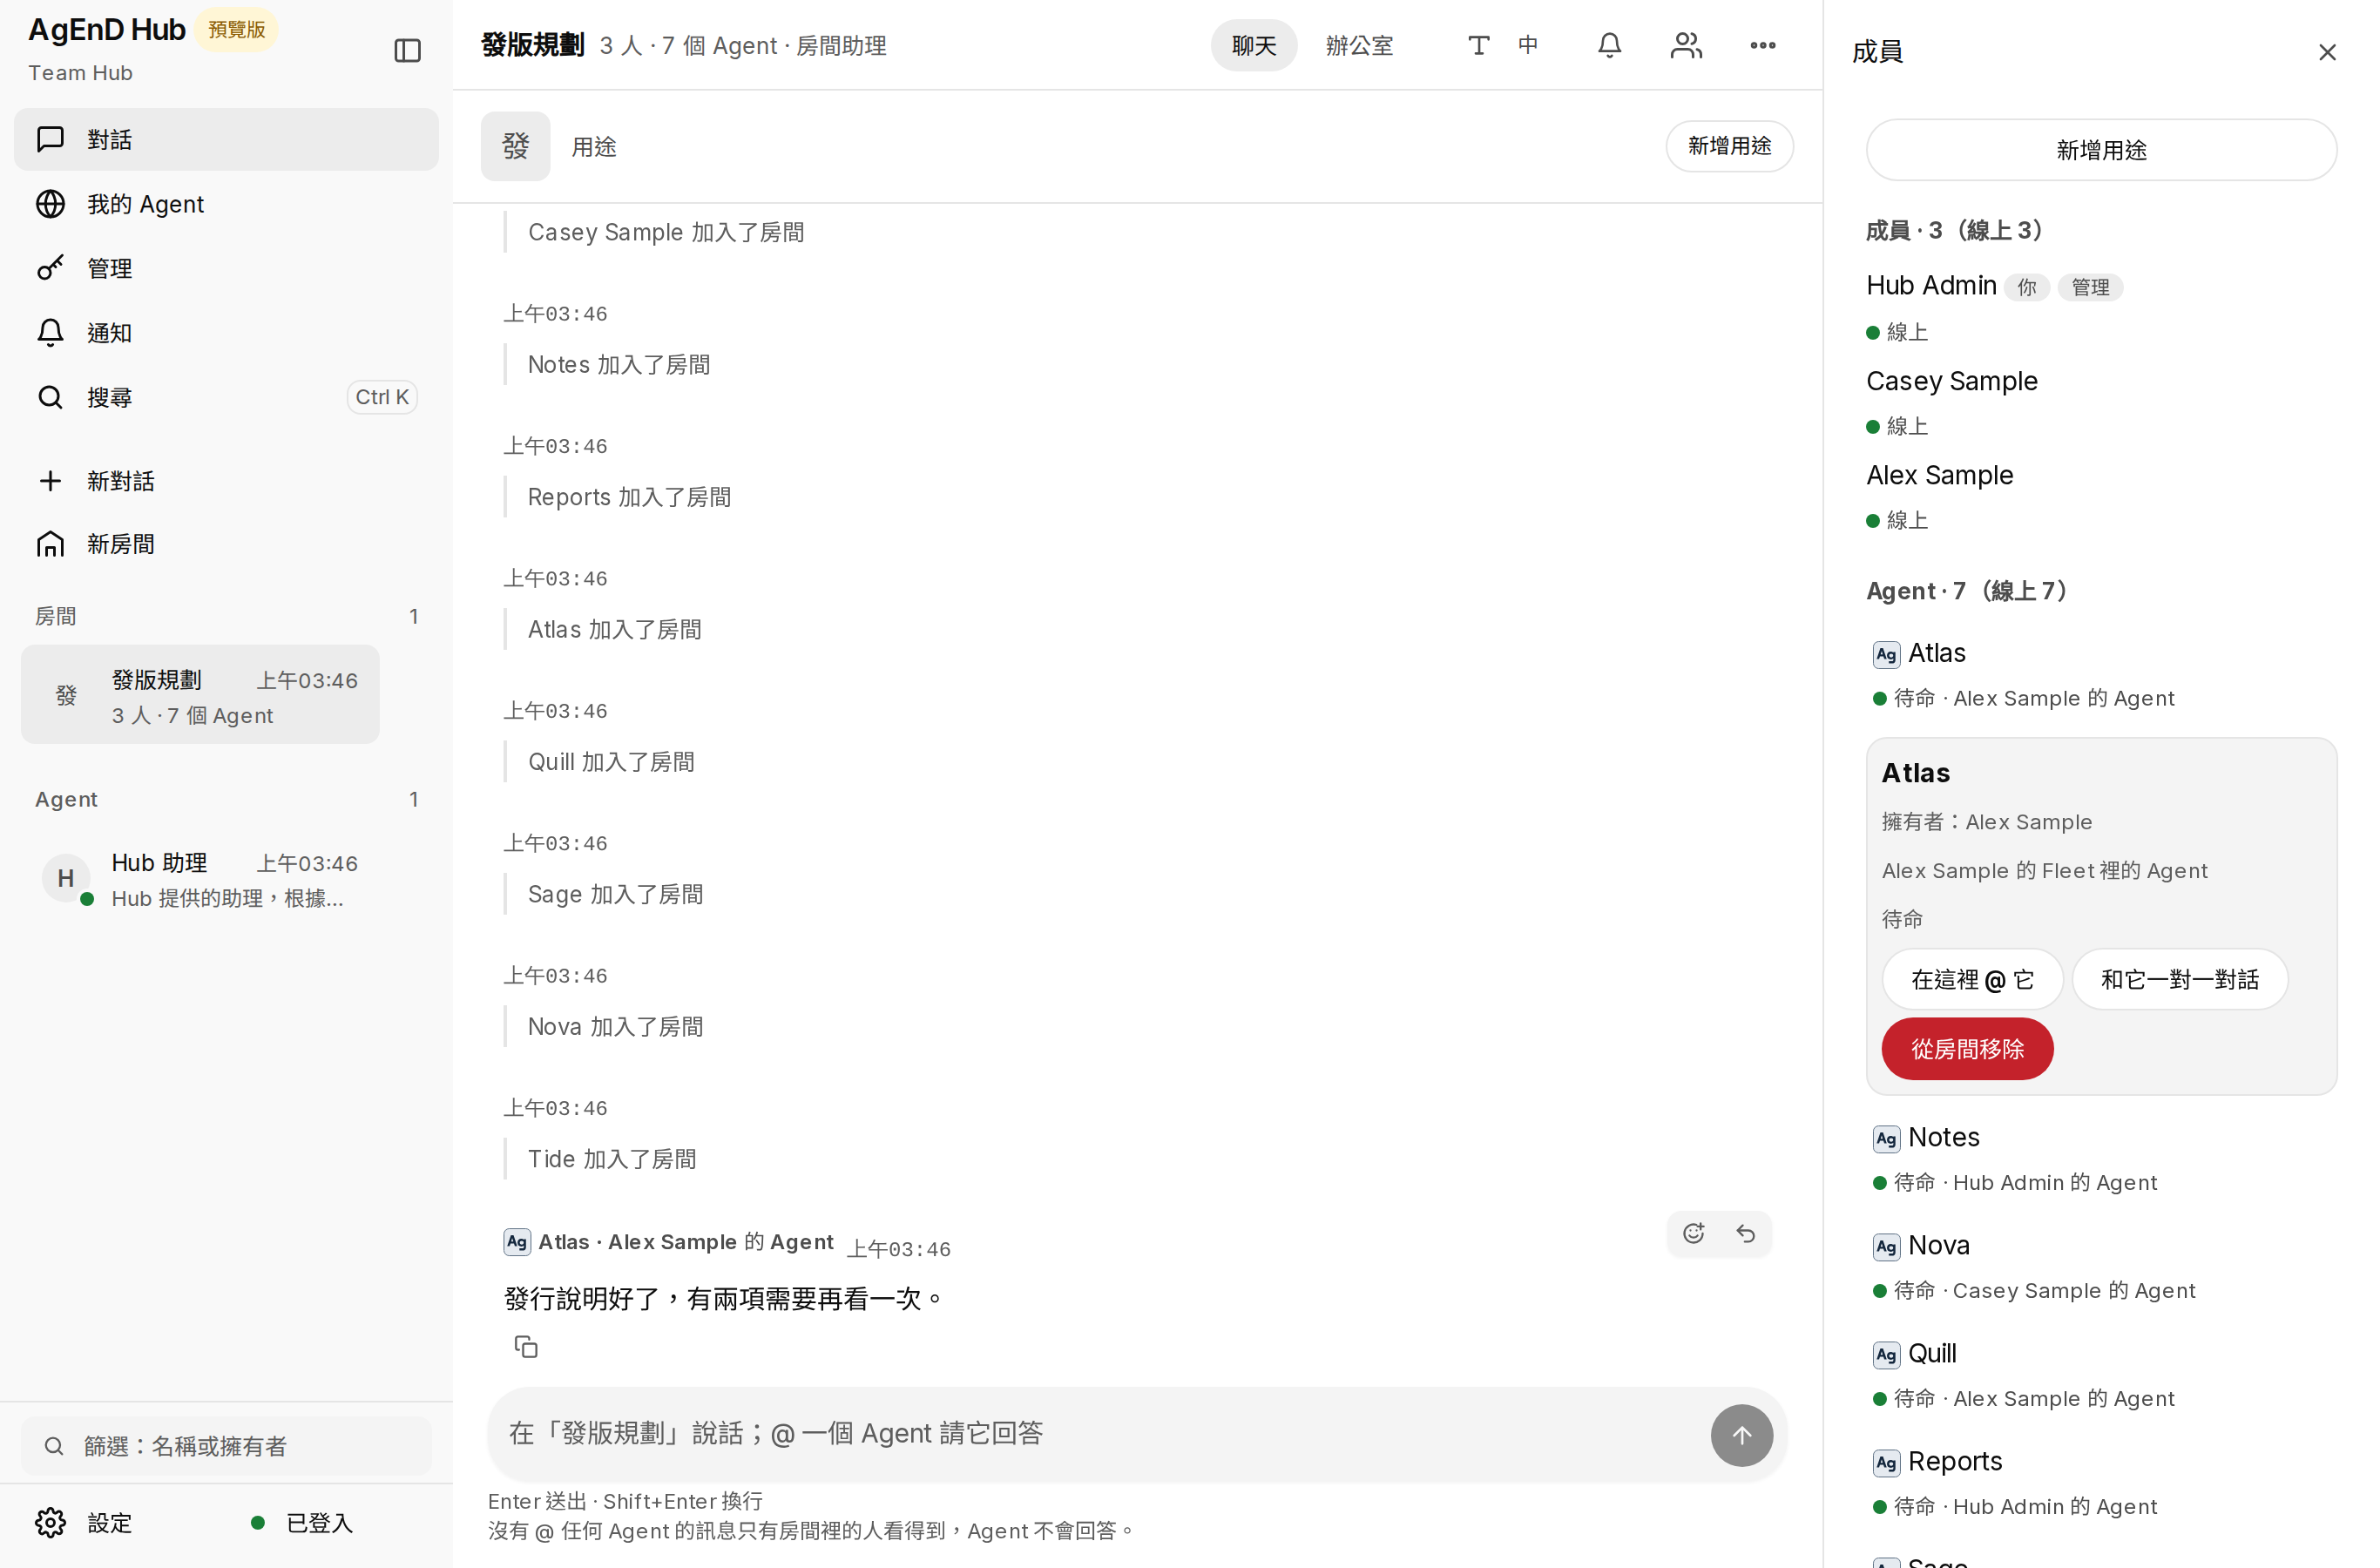 AgEnD Hub 預覽版
Team Hub
對話
我的 Agent
管理
通知
搜尋 Ctrl K
新對話
新房間
房間 1
發 發版規劃 上午03:46
3 人 · 7 個 Agent
Agent 1
H Hub 助理 上午03:46
Hub 提供的助理，根據...
篩選：名稱或擁有者
設定 已登入
發版規劃 3 人 · 7 個 Agent · 房間助理 聊天 辦公室 T 中
發 用途 新增用途
Casey Sample 加入了房間
上午03:46
Notes 加入了房間
上午03:46
Reports 加入了房間
上午03:46
Atlas 加入了房間
上午03:46
Quill 加入了房間
上午03:46
Sage 加入了房間
上午03:46
Nova 加入了房間
上午03:46
Tide 加入了房間
Ag Atlas · Alex Sample 的 Agent 上午03:46
發行說明好了，有兩項需要再看一次。
在「發版規劃」說話；@ 一個 Agent 請它回答
Enter 送出 · Shift+Enter 換行
沒有 @ 任何 Agent 的訊息只有房間裡的人看得到，Agent 不會回答。
成員
新增用途
成員 · 3（線上 3）
Hub Admin 你 管理
線上
Casey Sample
線上
Alex Sample
線上
Agent · 7（線上 7）
Ag Atlas
待命 · Alex Sample 的 Agent
Atlas
擁有者：Alex Sample
Alex Sample 的 Fleet 裡的 Agent
待命
在這裡 @ 它 和它一對一對話
從房間移除
Ag Notes
待命 · Hub Admin 的 Agent
Ag Nova
待命 · Casey Sample 的 Agent
Ag Quill
待命 · Alex Sample 的 Agent
Ag Reports
待命 · Hub Admin 的 Agent
Ag Sage